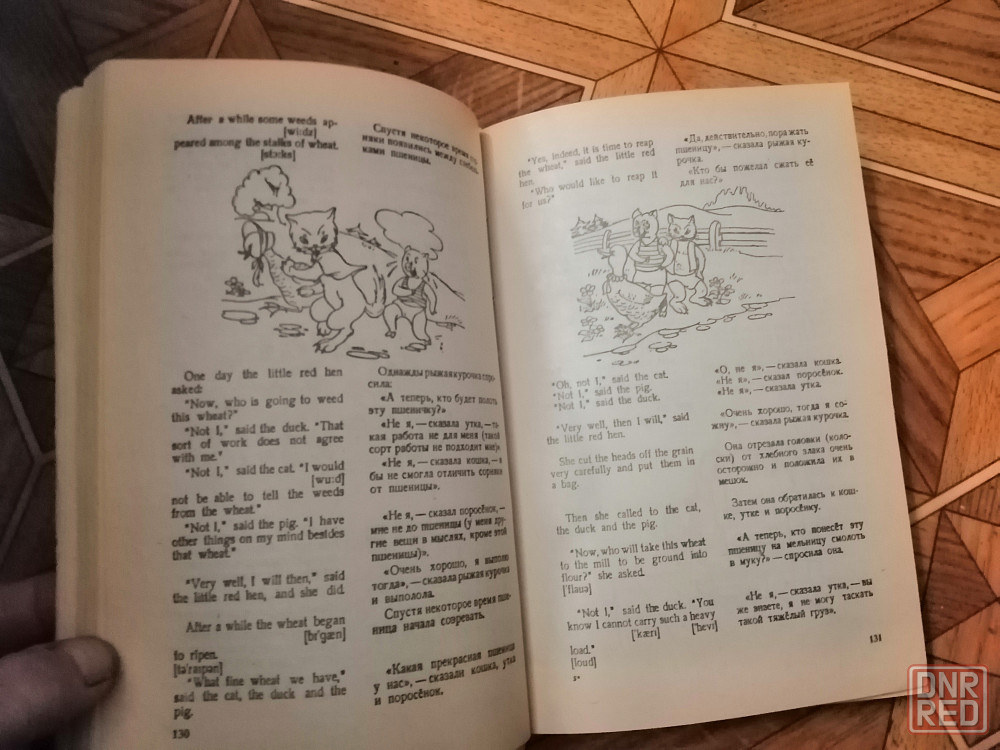 After a while some weeds ap-
[wi:dz]
peared among the stalks of wheat.
[stɔ:ks]
One day the little red hen
asked:
"Now, who is going to weed
this wheat?"
"Not I," said the duck. "That
sort of work does not agree
with me."
"Not I," said the cat. "I would
[wu:d]
not be able to tell the weeds
from the wheat."
"Not I," said the pig. "I have
other things on my mind besides
that wheat."
"Very well, I will then," said
the little red hen, and she did.
After a while the wheat began
[bɪ'gæn]
to ripen.
[tə'raɪpən]
"What fine wheat we have,"
said the cat, the duck and the
pig.
130
Спустя некоторое время
появились между
ками пшеницы.
Однажды рыжая курочка спро-
сила:
«А теперь, кто будет полоть
эту пшеничку?»
«Не я, — сказала утка, — та-
кая работа не для меня (такой
сорт работы не подходит мне)».
«Не я, — сказала кошка, — я
бы не смогла отличить сорняки
от пшеницы».
«Не я, — сказал поросенок, —
мне не до пшеницы (у меня дру-
гие вещи в мыслях, кроме этой
пшеницы)».
«Очень хорошо, я выполю
тогда», — сказала рыжая курочка
и выполола.
Спустя некоторое время пше-
ница начала созревать.
«Какая прекрасная пшеница
у нас», — сказали кошка, утка
и поросёнок.
"Yes, indeed, it is time to reap
the wheat," said the little red
hen.
"Who would like to reap it
for us?"
"Oh, not I," said the cat.
"Not I," said the pig.
"Not I," said the duck.
"Very well, then I will," said
the little red hen.
She cut the heads off the grain
very carefully and put them in
a bag.
Then she called to the cat,
the duck and the pig.
"Now, who will take this wheat
to the mill to be ground into
flour?" she asked.
['flauə]
"Not I," said the duck. "You
know I cannot carry such a heavy
['kærɪ] ['hevɪ]
load."
[loud]
3*
«Да, действительно, пора жать
пшеницу», — сказала рыжая ку-
рочка.
«Кто бы пожелал сжать её
для нас?»
«О, не я», — сказала кошка.
«Не я», — сказал поросёнок.
«Не я», — сказала утка.
«Очень хорошо, тогда я со-
жну», — сказала рыжая курочка.
Она отрезала головки (колос-
ки) от хлебного злака очень
осторожно и положила их в
мешок.
Затем она обратилась к кош-
ке, утке и поросёнку.
«А теперь, кто понесёт эту
пшеницу на мельницу смолоть
в муку?» — спросила она.
«Не я, — сказала утка, — вы
же знаете, я не могу таскать
такой тяжёлый груз».
131
DNR
RED